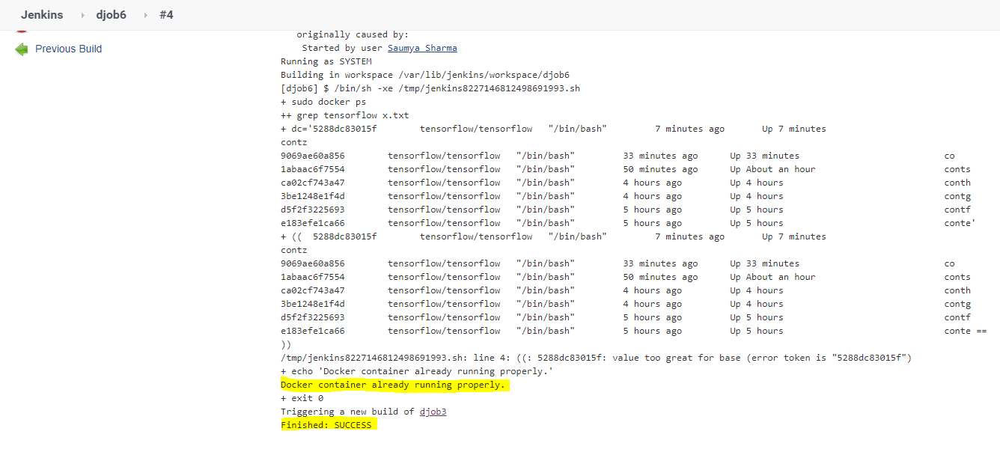 Jenkins › djob6 › #4
Previous Build
originally caused by:
Started by user Saumya Sharma
Running as SYSTEM
Building in workspace /var/lib/jenkins/workspace/djob6
[djob6] $ /bin/sh -xe /tmp/jenkins8227146812498691993.sh
+ sudo docker ps
++ grep tensorflow x.txt
+ dc='5288dc83015f tensorflow/tensorflow "/bin/bash" 7 minutes ago Up 7 minutes
contz
9069ae60a856 tensorflow/tensorflow "/bin/bash" 33 minutes ago Up 33 minutes co
1abaac6f7554 tensorflow/tensorflow "/bin/bash" 50 minutes ago Up About an hour conts
ca02cf743a47 tensorflow/tensorflow "/bin/bash" 4 hours ago Up 4 hours conth
3be1248e1f4d tensorflow/tensorflow "/bin/bash" 4 hours ago Up 4 hours contg
d5f2f3225693 tensorflow/tensorflow "/bin/bash" 5 hours ago Up 5 hours contf
e183efe1ca66 tensorflow/tensorflow "/bin/bash" 5 hours ago Up 5 hours conte'
+ (( 5288dc83015f tensorflow/tensorflow "/bin/bash" 7 minutes ago Up 7 minutes
contz
9069ae60a856 tensorflow/tensorflow "/bin/bash" 33 minutes ago Up 33 minutes co
1abaac6f7554 tensorflow/tensorflow "/bin/bash" 50 minutes ago Up About an hour conts
ca02cf743a47 tensorflow/tensorflow "/bin/bash" 4 hours ago Up 4 hours conth
3be1248e1f4d tensorflow/tensorflow "/bin/bash" 4 hours ago Up 4 hours contg
d5f2f3225693 tensorflow/tensorflow "/bin/bash" 5 hours ago Up 5 hours contf
e183efe1ca66 tensorflow/tensorflow "/bin/bash" 5 hours ago Up 5 hours conte ==
))
/tmp/jenkins8227146812498691993.sh: line 4: ((: 5288dc83015f: value too great for base (error token is "5288dc83015f")
+ echo 'Docker container already running properly.'
Docker container already running properly.
+ exit 0
Triggering a new build of djob3
Finished: SUCCESS